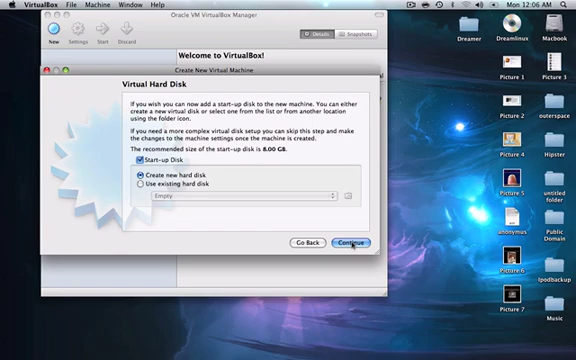 VirtualBox File Machine Window Help
Mon 12:06 AM
Oracle VM VirtualBox Manager
New Settings Start Discard
Details Snapshots
Welcome to VirtualBox!
Create New Virtual Machine
Virtual Hard Disk
If you wish you can now add a start-up disk to the new machine. You can either
create a new virtual disk or select one from the list or from another location
using the folder icon.
If you need a more complex virtual disk setup you can skip this step and make
the changes to the machine settings once the machine is created.
The recommended size of the start-up disk is 8.00 GB.
Start-up Disk
Create new hard disk
Use existing hard disk
Empty
Go Back Continue
Dreamer Dreamlinux Macbook
Picture 1 Picture 3
Picture 2 outerspace
Picture 4 Hipster
Picture 5 untitled
folder
anonymus Public
Domain
Picture 6 Ipodbackup
Picture 7 Music